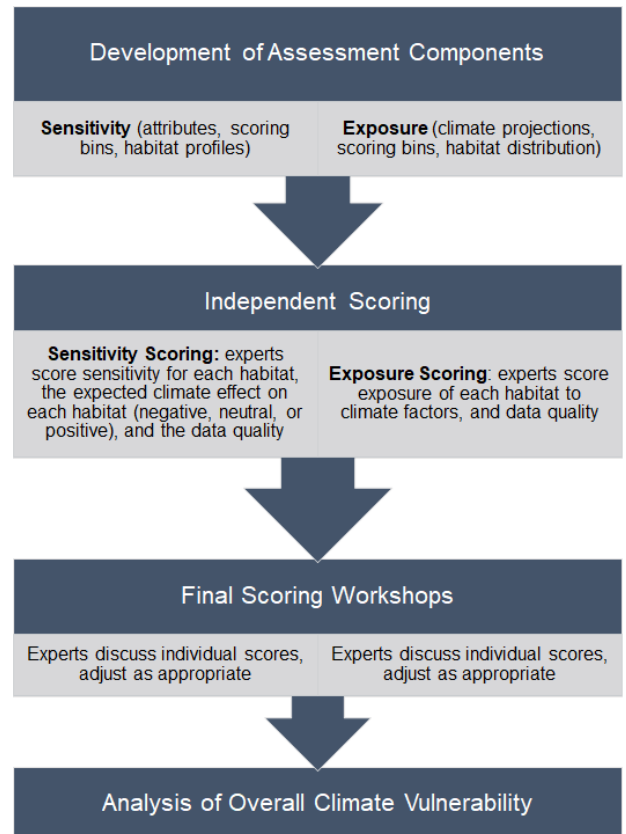 Development of Assessment Components
Sensitivity (attributes, scoring
bins, habitat profiles)
Exposure (climate projections,
scoring bins, habitat distribution)
Independent Scoring
Sensitivity Scoring: experts
score sensitivity for each habitat,
the expected climate effect on
each habitat (negative, neutral, or
positive), and the data quality
Exposure Scoring: experts score
exposure of each habitat to
climate factors, and data quality
Final Scoring Workshops
Experts discuss individual scores,
adjust as appropriate
Experts discuss individual scores,
adjust as appropriate
Analysis of Overall Climate Vulnerability